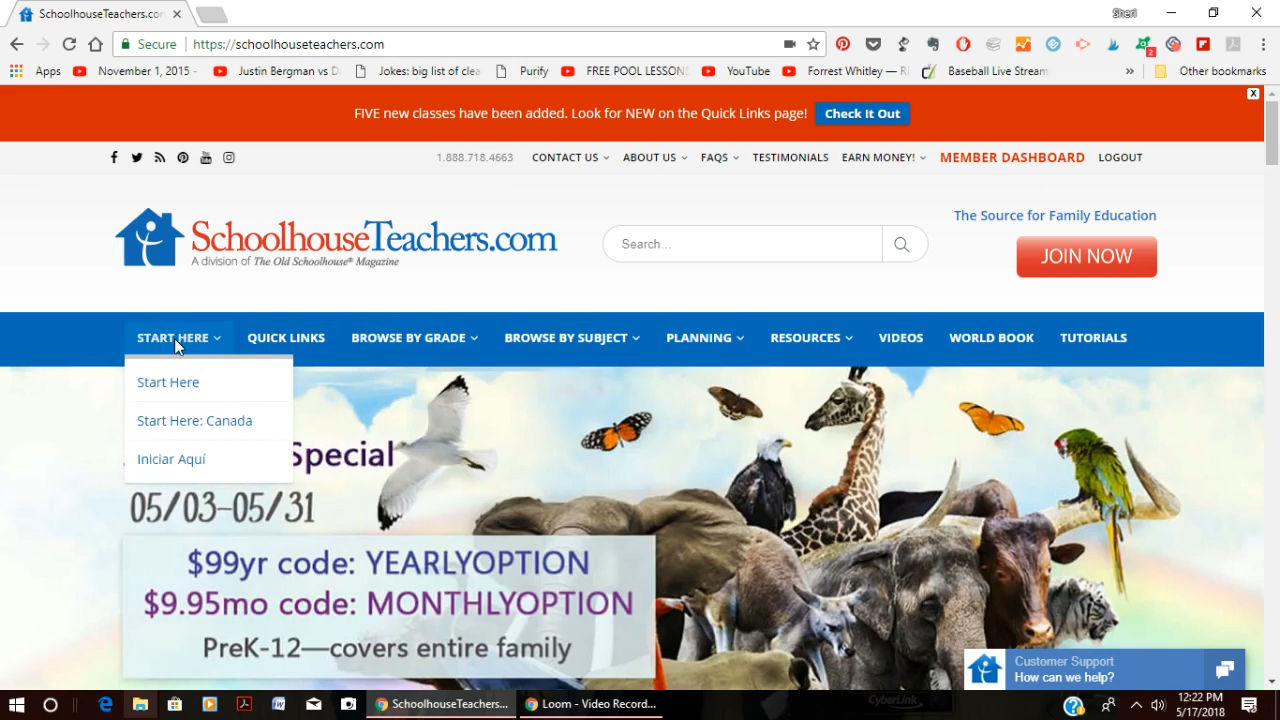 SchoolhouseTeachers.com
Sheri
Secure
https://schoolhouseteachers.com
2
Apps
November 1, 2015 -
Justin Bergman vs D
Jokes: big list of clea
Purify
FREE POOL LESSONS
YouTube
Forrest Whitley — R
Baseball Live Stream
»
Other bookmarks
FIVE new classes have been added. Look for NEW on the Quick Links page!
Check It Out
X
1.888.718.4663
CONTACT US
ABOUT US
FAQS
TESTIMONIALS
EARN MONEY!
MEMBER DASHBOARD
LOGOUT
SchoolhouseTeachers.com
A division of The Old Schoolhouse® Magazine
Search...
The Source for Family Education
JOIN NOW
START HERE
QUICK LINKS
BROWSE BY GRADE
BROWSE BY SUBJECT
PLANNING
RESOURCES
VIDEOS
WORLD BOOK
TUTORIALS
Start Here
Start Here: Canada
Iniciar Aquí
Special
05/03-05/31
$99yr code: YEARLYOPTION
$9.95mo code: MONTHLYOPTION
PreK-12—covers entire family
Customer Support
How can we help?
SchoolhouseTeachers...
Loom - Video Record...
CyberLink
12:22 PM
5/17/2018